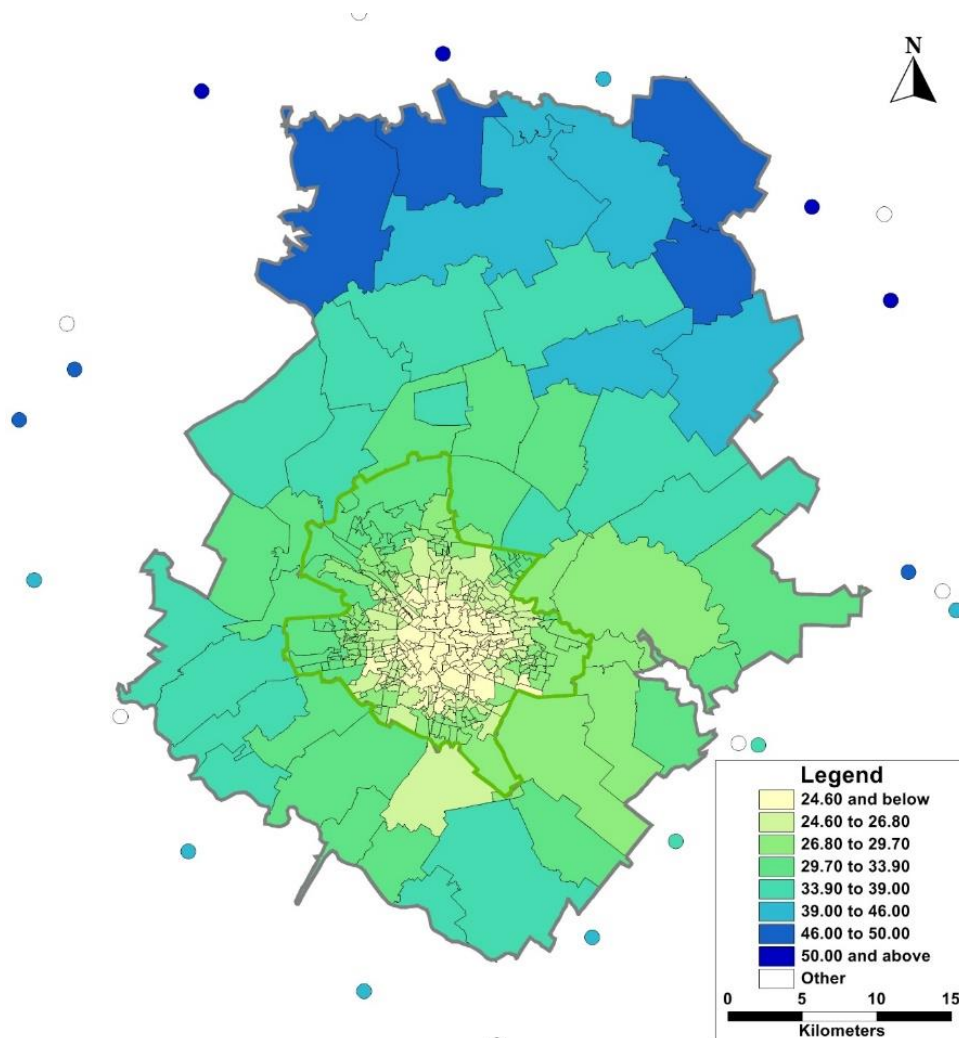 N
Legend
24.60 and below
24.60 to 26.80
26.80 to 29.70
29.70 to 33.90
33.90 to 39.00
39.00 to 46.00
46.00 to 50.00
50.00 and above
Other
0 5 10 15
Kilometers